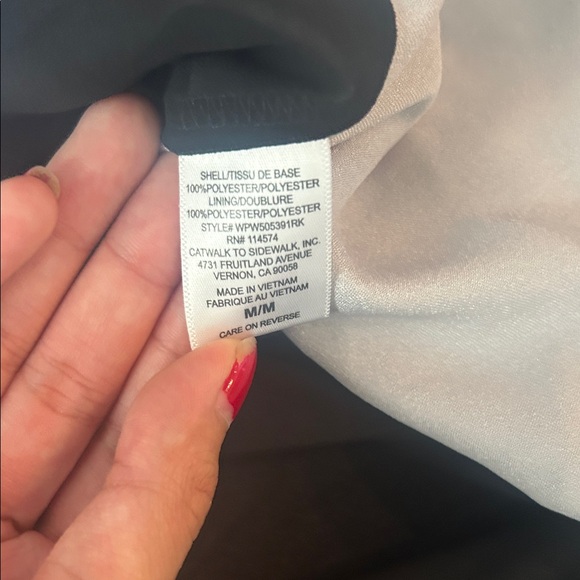 SHELL/TISSU DE BASE
100%POLYESTER/POLYESTER
LINING/DOUBLURE
100%POLYESTER/POLYESTER
STYLE# WPW505391RK
RN# 114574
CATWALK TO SIDEWALK, INC.
4731 FRUITLAND AVENUE
VERNON, CA 90058
MADE IN VIETNAM
FABRIQUE AU VIETNAM
M/M
CARE ON REVERSE